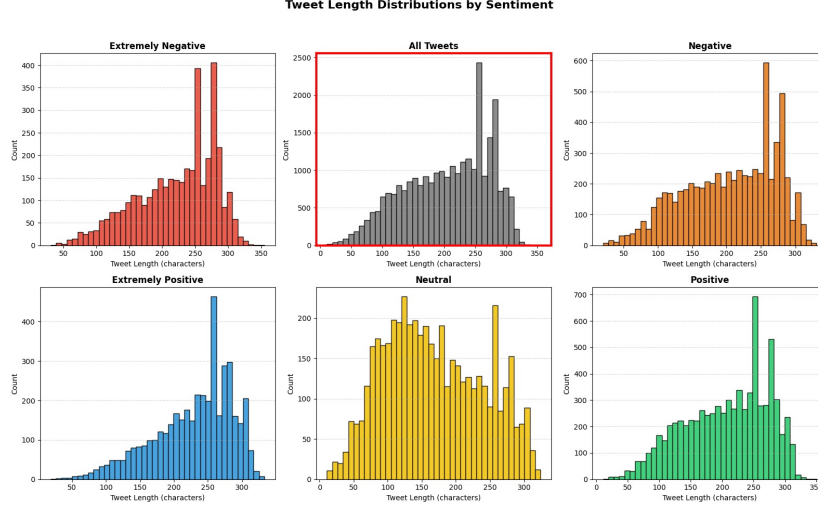 Tweet Length Distributions by Sentiment
Extremely Negative
Count
400
350
300
250
200
150
100
50
0
50 100 150 200 250 300 350
Tweet Length (characters)
All Tweets
Count
2500
2000
1500
1000
500
0
0 50 100 150 200 250 300 350
Tweet Length (characters)
Negative
Count
600
500
400
300
200
100
0
50 100 150 200 250 300
Tweet Length (characters)
Extremely Positive
Count
400
300
200
100
0
50 100 150 200 250 300
Tweet Length (characters)
Neutral
Count
200
150
100
50
0
0 50 100 150 200 250 300
Tweet Length (characters)
Positive
Count
700
600
500
400
300
200
100
0
0 50 100 150 200 250 300
Tweet Length (characters)